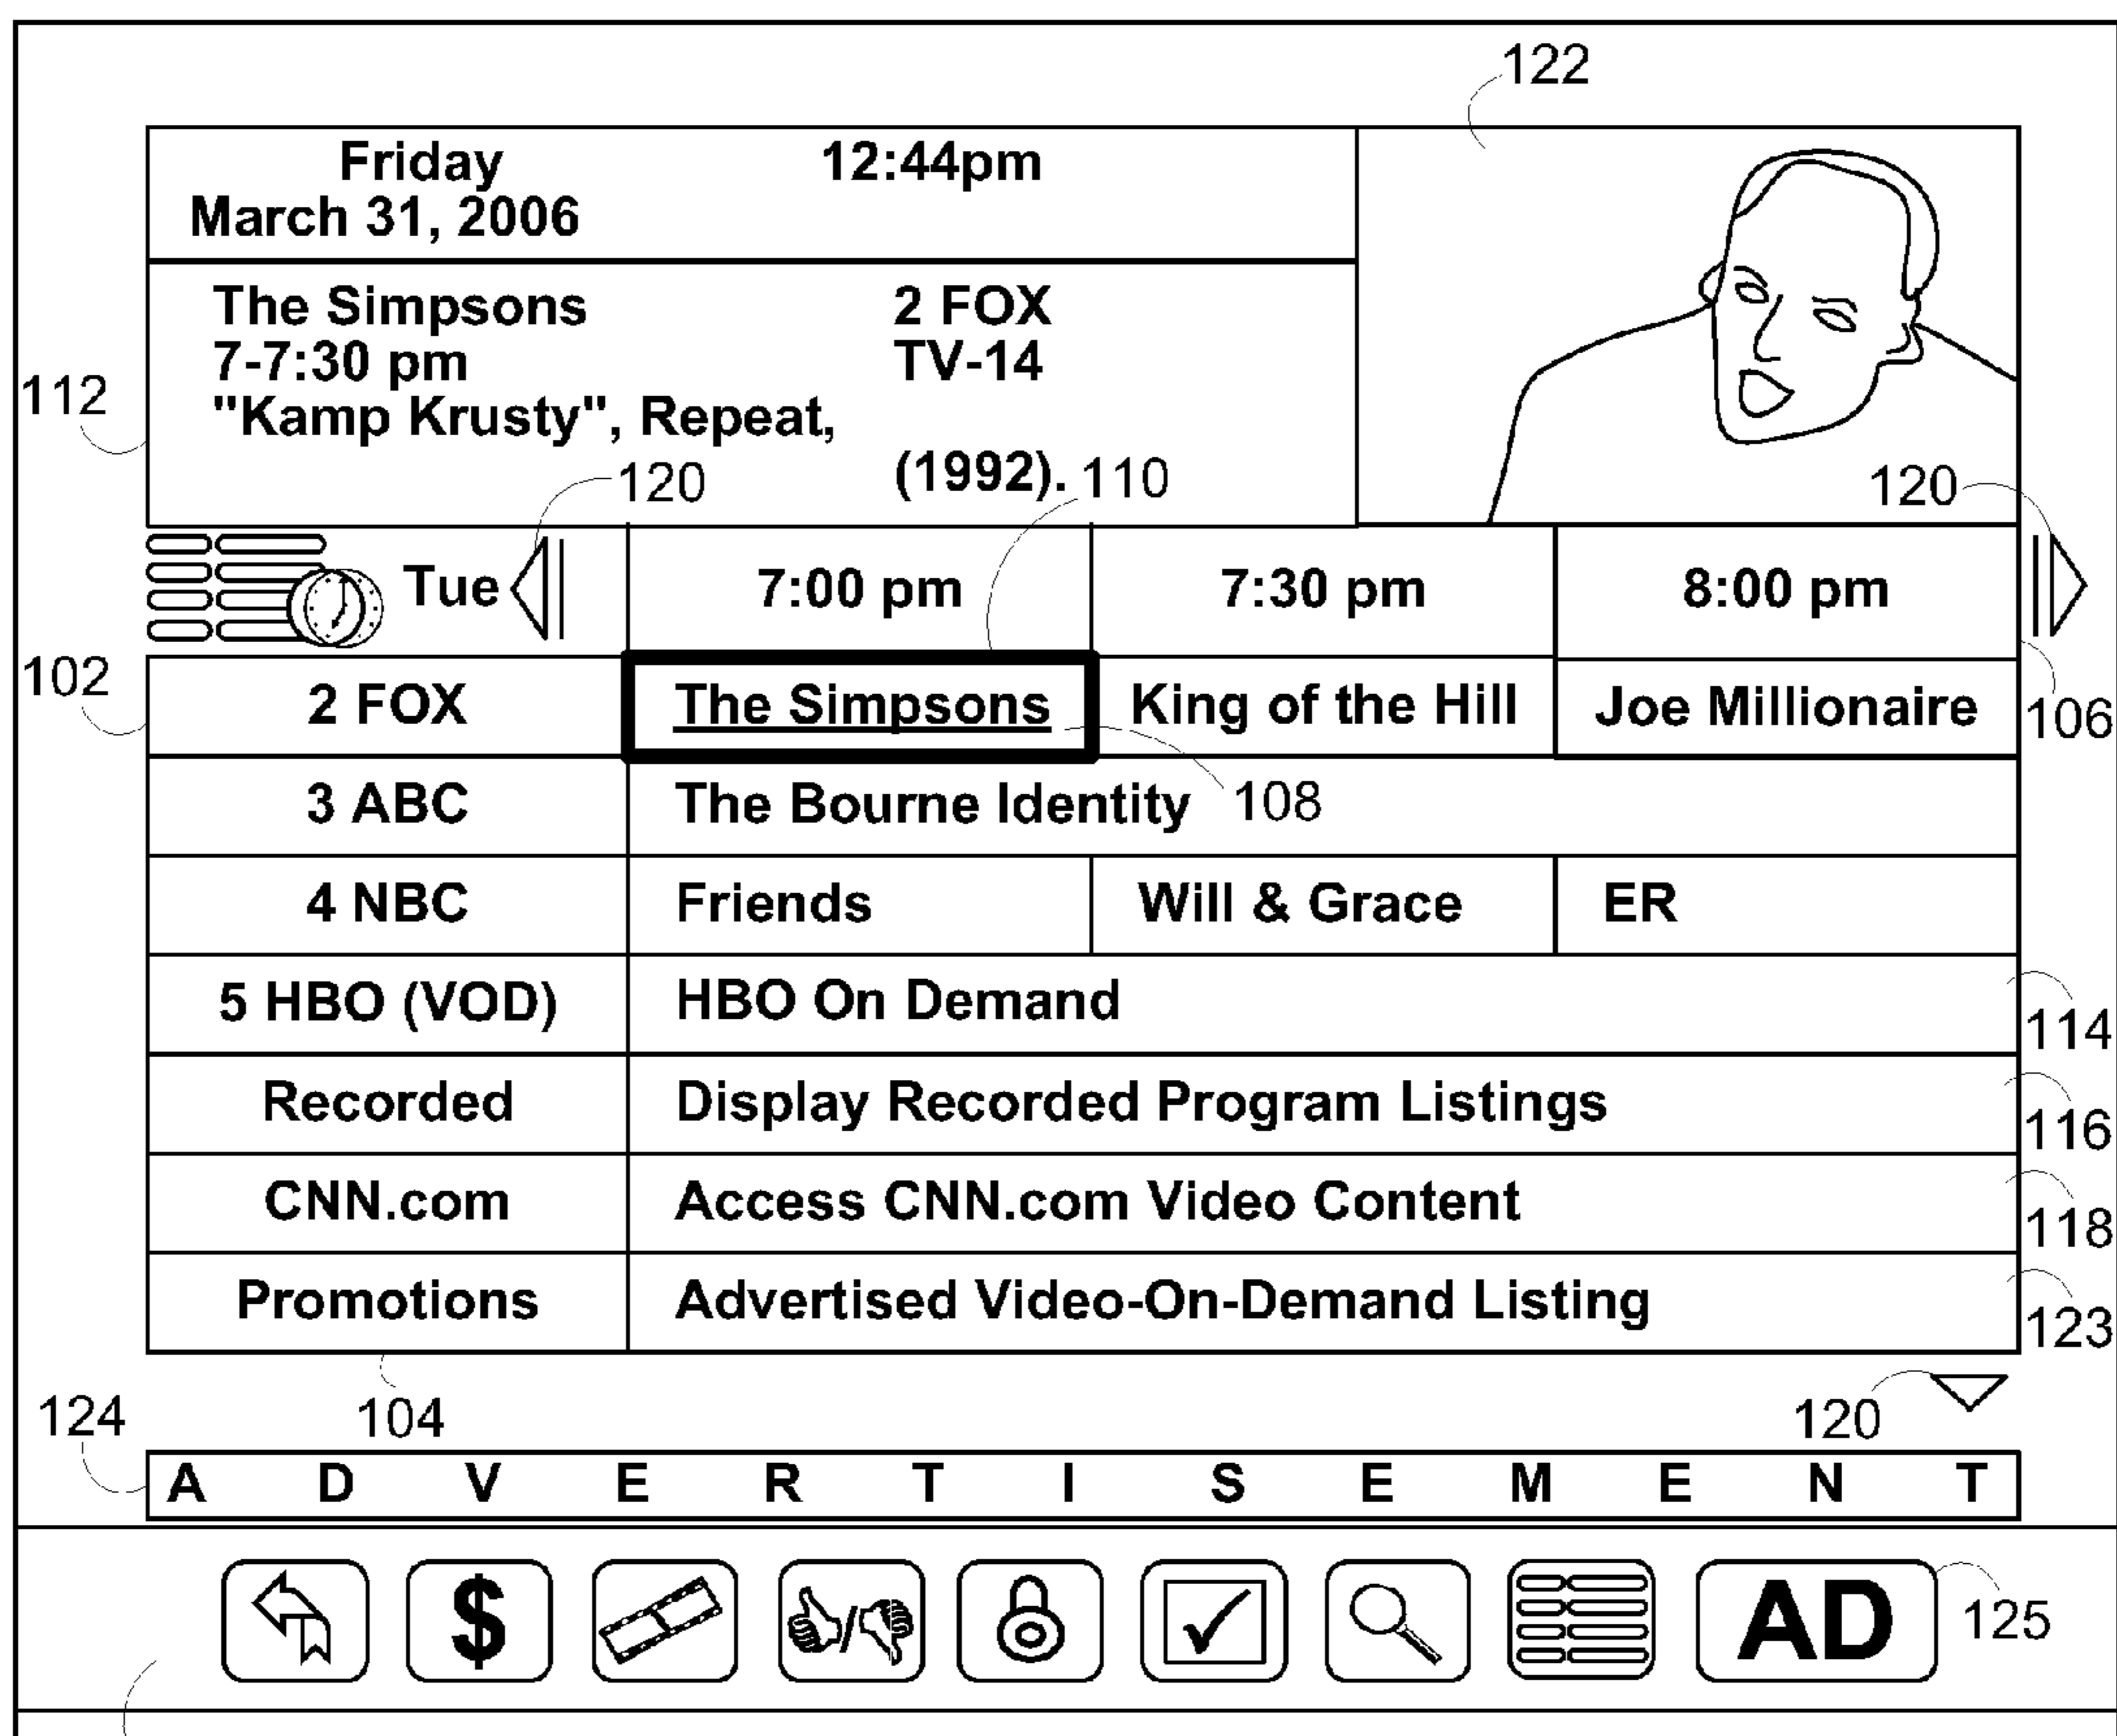 122
Friday 12:44pm
March 31, 2006
The Simpsons 2 FOX
7-7:30 pm TV-14
112
"Kamp Krusty", Repeat,
(1992).
120 110 120
Tue 7:00 pm 7:30 pm 8:00 pm
102
2 FOX The Simpsons King of the Hill Joe Millionaire
106
3 ABC The Bourne Identity 108
4 NBC Friends Will & Grace ER
5 HBO (VOD) HBO On Demand
114
Recorded Display Recorded Program Listings
116
CNN.com Access CNN.com Video Content
118
Promotions Advertised Video-On-Demand Listing
123
124 104 120
A D V E R T I S E M E N T
$ AD 125